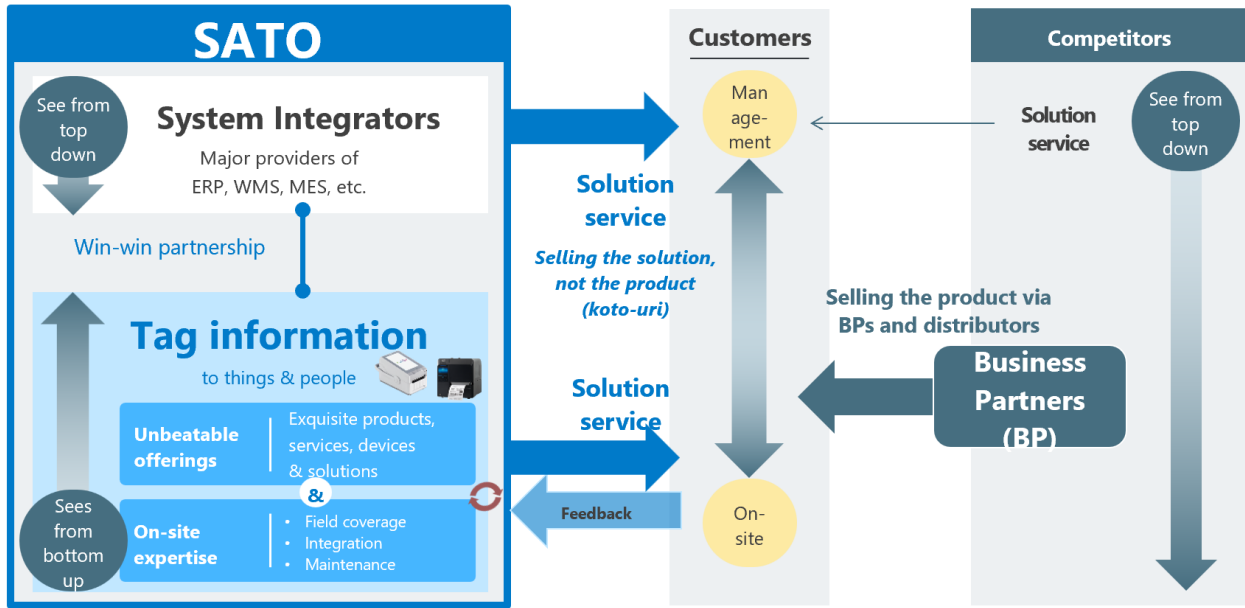 SATO
See from
top
down
System Integrators
Major providers of
ERP, WMS, MES, etc.
Win-win partnership
Tag information
to things & people
Unbeatable
offerings
Exquisite products,
services, devices
& solutions
&
On-site
expertise
• Field coverage
• Integration
• Maintenance
Sees
from
bottom
up
Solution
service
Selling the solution,
not the product
(koto-uri)
Solution
service
Feedback
Customers
Man
age-
ment
On-
site
Competitors
Solution
service
See from
top
down
Selling the product via
BPs and distributors
Business
Partners
(BP)